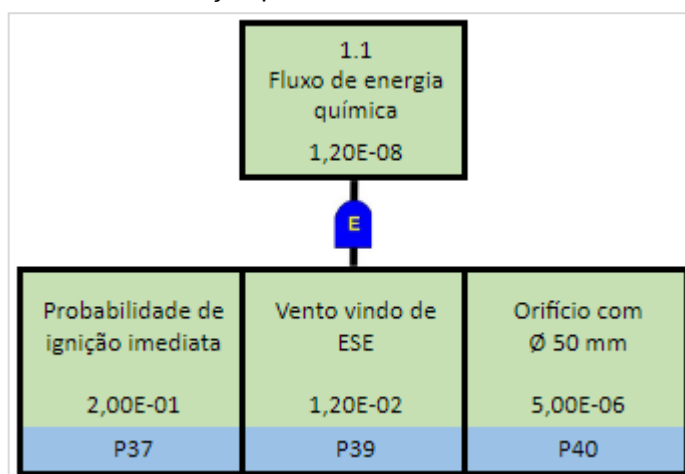 1.1
Fluxo de energia
química
1,20E-08
E
Probabilidade de
ignição imediata
2,00E-01
P37
Vento vindo de
ESE
1,20E-02
P39
Orifício com
Ø 50 mm
5,00E-06
P40